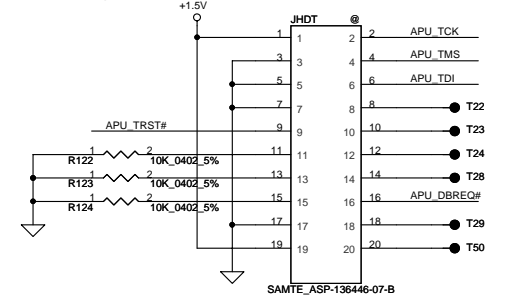 +1.5V
JHDT @
1 1 2 2 APU_TCK
3 3 4 4 APU_TMS
5 5 6 6 APU_TDI
7 7 8 8 T22
APU_TRST# 9 9 10 10 T23
R122 1 2 10K_0402_5% 11 11 12 12 T24
R123 1 2 10K_0402_5% 13 13 14 14 T28
R124 1 2 10K_0402_5% 15 15 16 16 APU_DBREQ#
17 17 18 18 T29
19 19 20 20 T50
SAMTE_ASP-136446-07-B